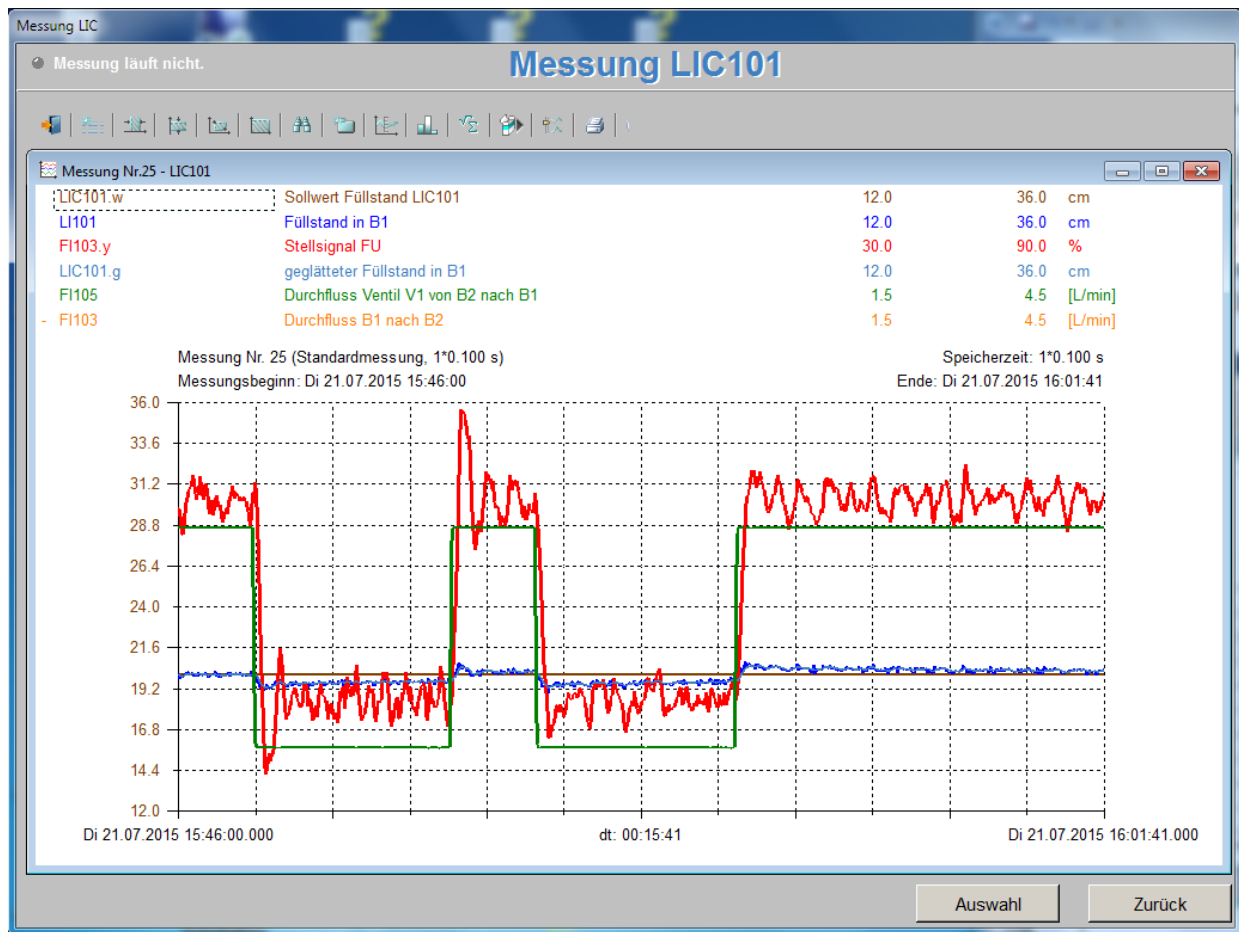 Messung LIC
Messung läuft nicht.
Messung LIC101
Messung Nr.25 - LIC101
LIC101.w Sollwert Füllstand LIC101 12.0 36.0 cm
LI101 Füllstand in B1 12.0 36.0 cm
FI103.y Stellsignal FU 30.0 90.0 %
LIC101.g geglätteter Füllstand in B1 12.0 36.0 cm
FI105 Durchfluss Ventil V1 von B2 nach B1 1.5 4.5 [L/min]
- FI103 Durchfluss B1 nach B2 1.5 4.5 [L/min]
Messung Nr. 25 (Standardmessung, 1*0.100 s) Speicherzeit: 1*0.100 s
Messungsbeginn: Di 21.07.2015 15:46:00 Ende: Di 21.07.2015 16:01:41
36.0
33.6
31.2
28.8
26.4
24.0
21.6
19.2
16.8
14.4
12.0
Di 21.07.2015 15:46:00.000 dt: 00:15:41 Di 21.07.2015 16:01:41.000
Auswahl Zurück